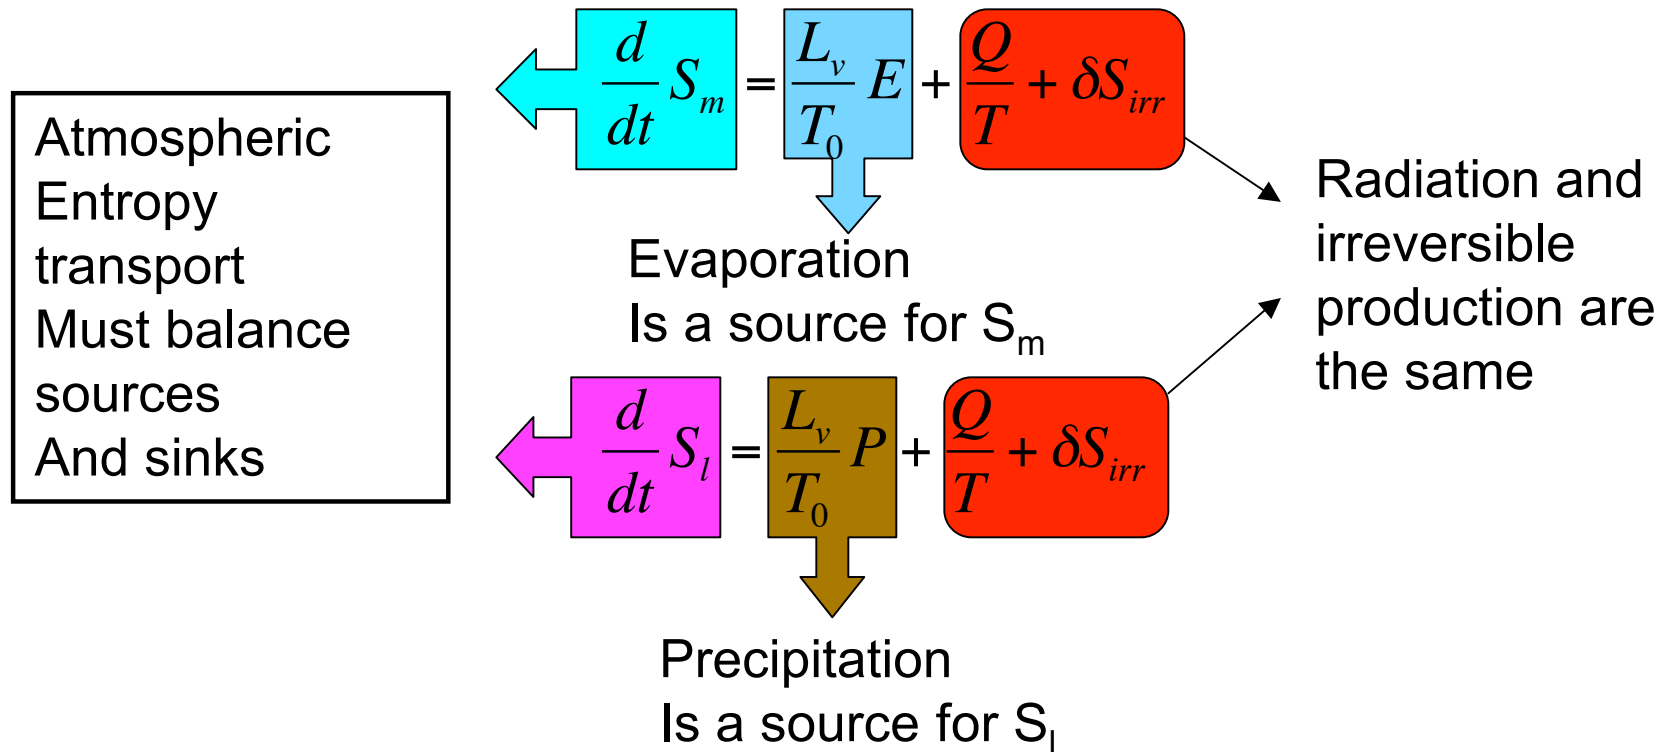 Atmospheric
Entropy
transport
Must balance
sources
And sinks
d/dt S_m = L_v/T_0 E + Q/T + δS_irr
Evaporation
Is a source for S_m
Radiation and
irreversible
production are
the same
d/dt S_l = L_v/T_0 P + Q/T + δS_irr
Precipitation
Is a source for S_l